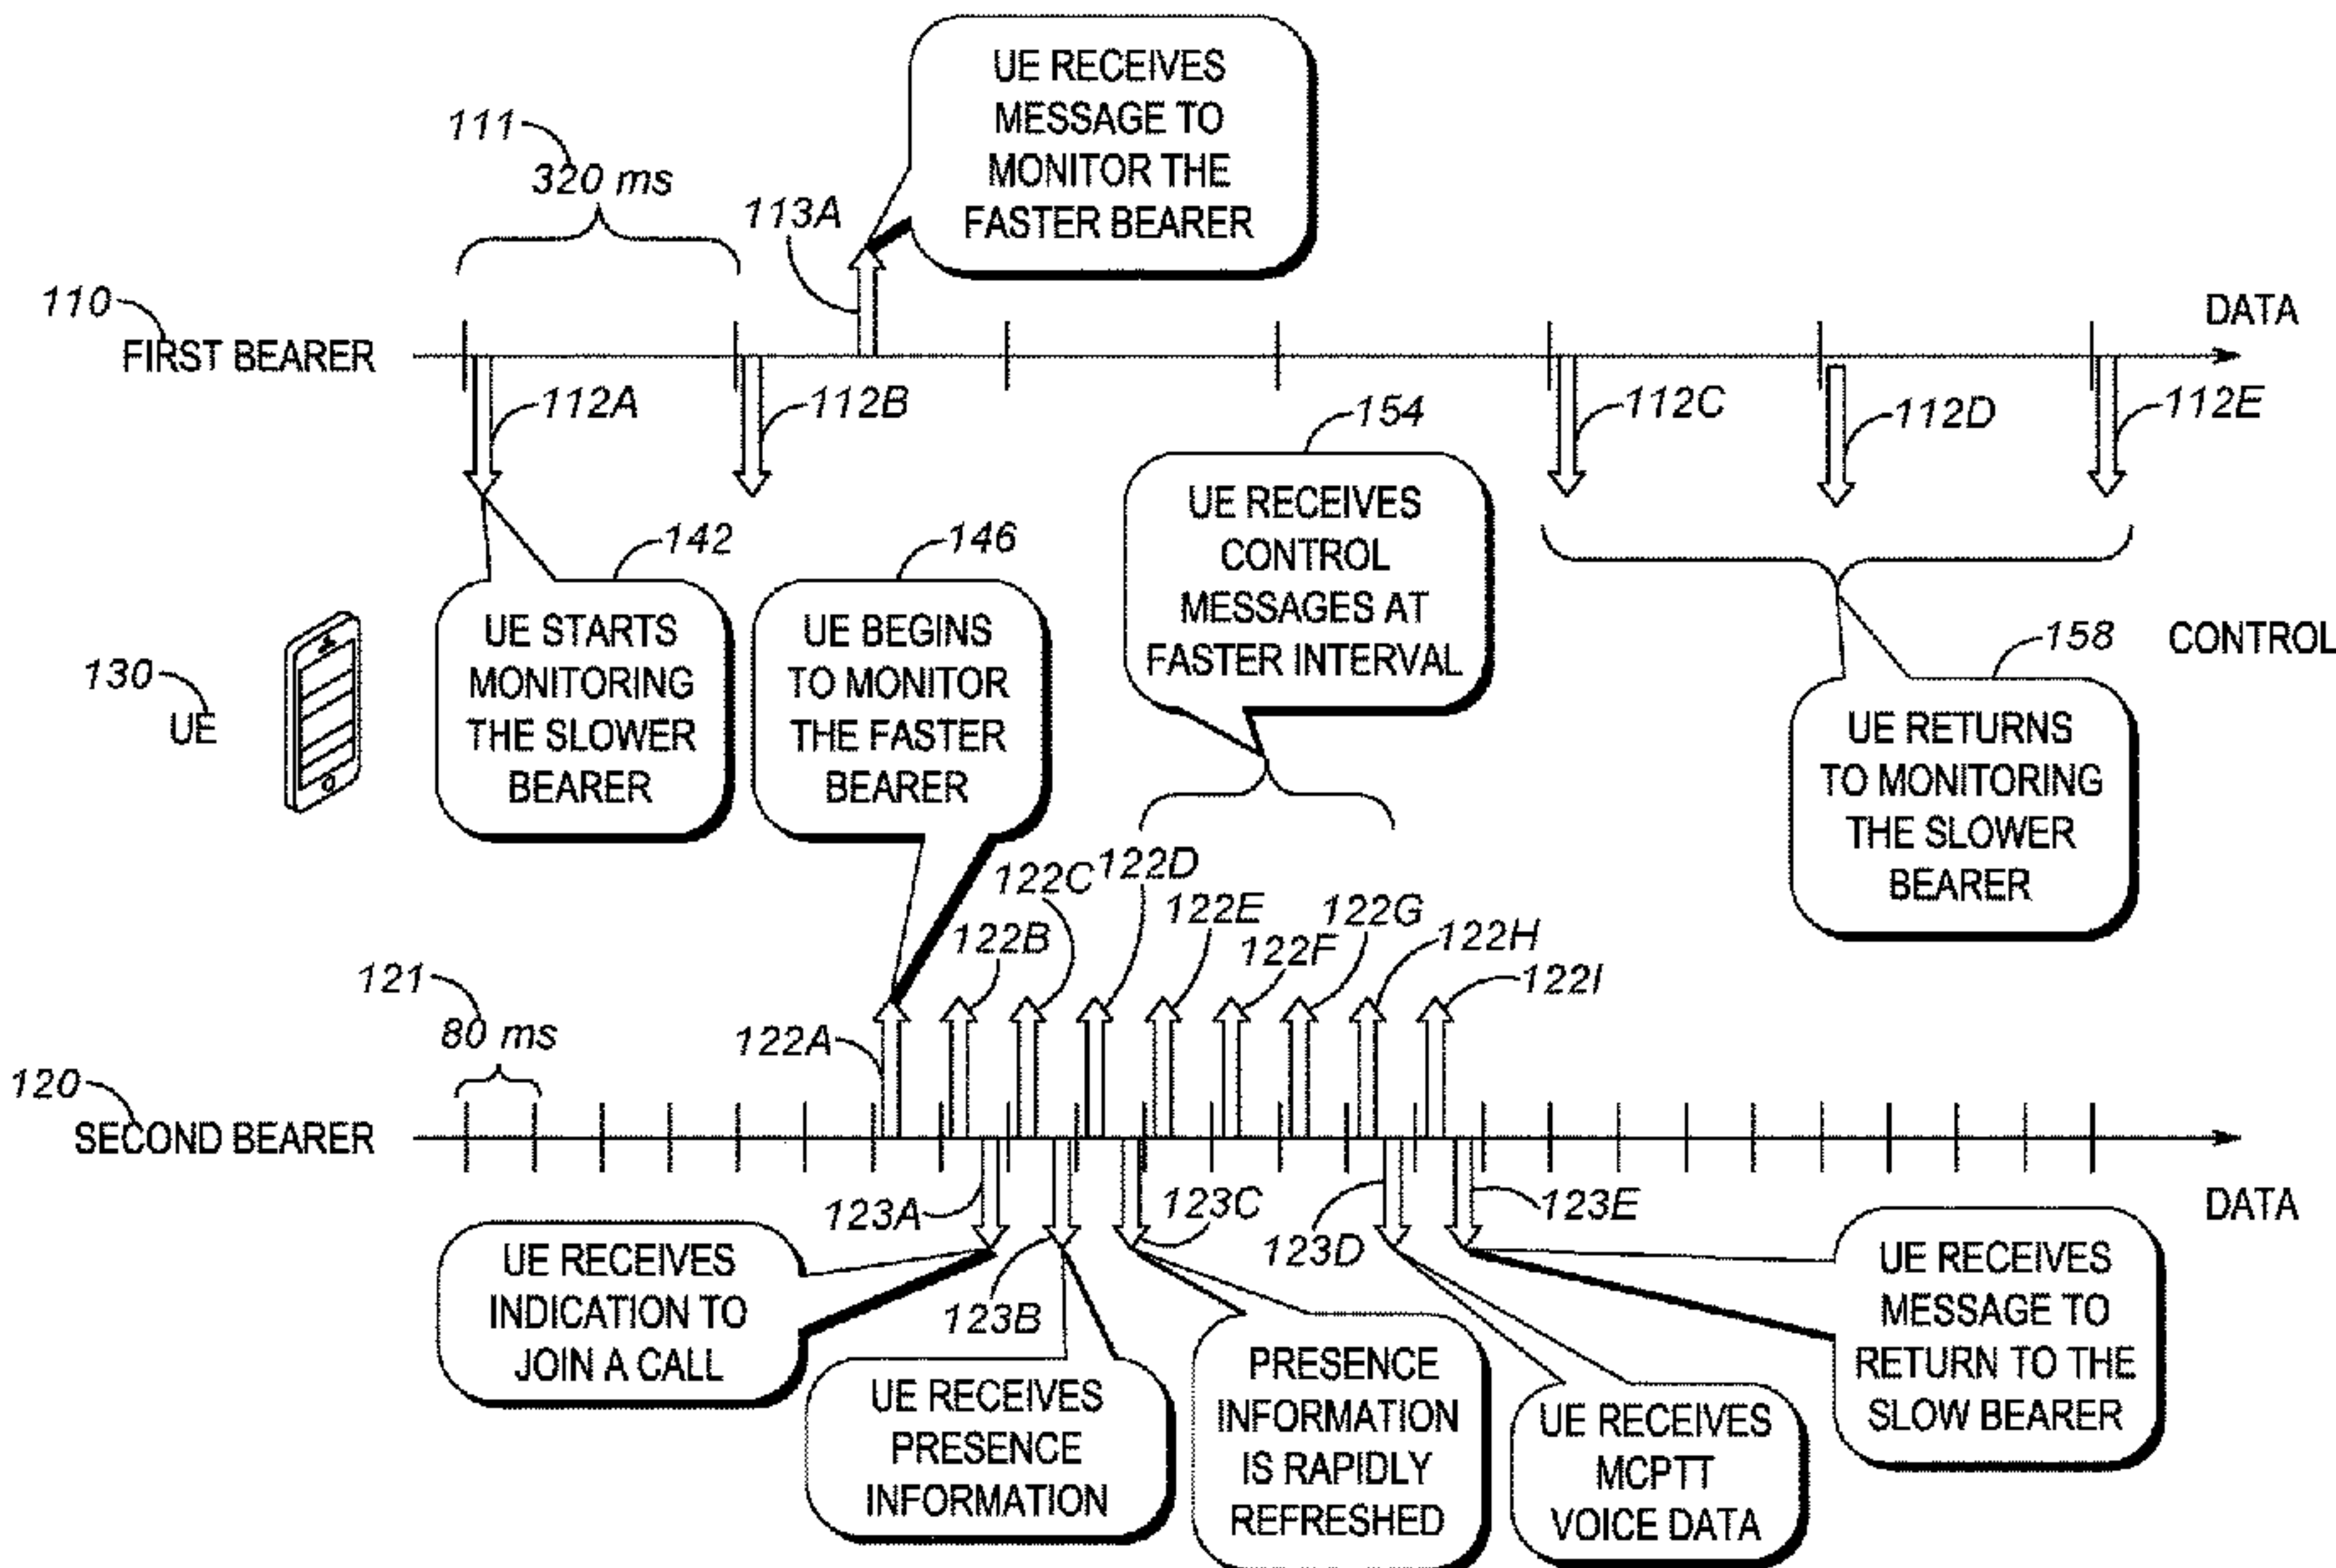 UE RECEIVES
MESSAGE TO
MONITOR THE
FASTER BEARER
111
320 ms
113A
110
FIRST BEARER
DATA
112A
112B
112C
112D
112E
154
UE RECEIVES
CONTROL
MESSAGES AT
FASTER INTERVAL
142
UE STARTS
MONITORING
THE SLOWER
BEARER
146
UE BEGINS
TO MONITOR
THE FASTER
BEARER
130
UE
CONTROL
158
UE RETURNS
TO MONITORING
THE SLOWER
BEARER
122C
122D
122E
122G
122B
122F
122H
122I
121
80 ms
122A
120
SECOND BEARER
DATA
123A
123B
123C
123D
123E
UE RECEIVES
INDICATION TO
JOIN A CALL
UE RECEIVES
PRESENCE
INFORMATION
PRESENCE
INFORMATION
IS RAPIDLY
REFRESHED
UE RECEIVES
MCPTT
VOICE DATA
UE RECEIVES
MESSAGE TO
RETURN TO THE
SLOW BEARER